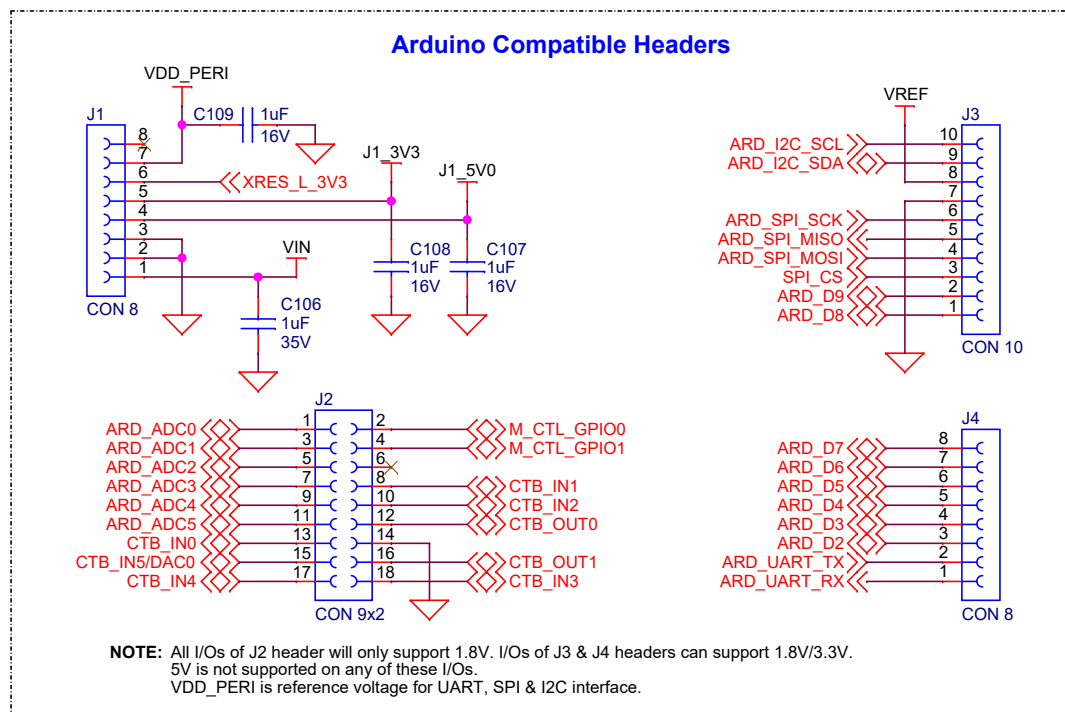 Arduino Compatible Headers
VDD_PERI
J1
C109
1uF
16V
8
7
6
5
4
3
2
1
XRES_L_3V3
J1_3V3
J1_5V0
VIN
C108
1uF
16V
C107
1uF
16V
C106
1uF
35V
CON 8
VREF
J3
ARD_I2C_SCL 10
ARD_I2C_SDA 9
8
7
ARD_SPI_SCK 6
ARD_SPI_MISO 5
ARD_SPI_MOSI 4
SPI_CS 3
ARD_D9 2
ARD_D8 1
CON 10
J2
ARD_ADC0 1 2 M_CTL_GPIO0
ARD_ADC1 3 4 M_CTL_GPIO1
ARD_ADC2 5 6
ARD_ADC3 7 8 CTB_IN1
ARD_ADC4 9 10 CTB_IN2
ARD_ADC5 11 12 CTB_OUT0
CTB_IN0 13 14
CTB_IN5/DAC0 15 16 CTB_OUT1
CTB_IN4 17 18 CTB_IN3
CON 9x2
J4
ARD_D7 8
ARD_D6 7
ARD_D5 6
ARD_D4 5
ARD_D3 4
ARD_D2 3
ARD_UART_TX 2
ARD_UART_RX 1
CON 8
NOTE: All I/Os of J2 header will only support 1.8V. I/Os of J3 & J4 headers can support 1.8V/3.3V.
5V is not supported on any of these I/Os.
VDD_PERI is reference voltage for UART, SPI & I2C interface.